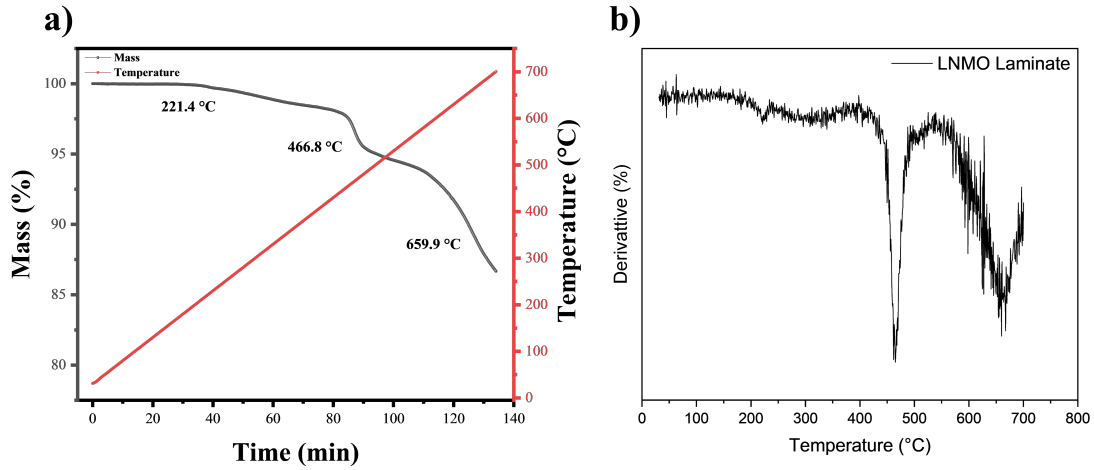 a)
Mass
Temperature
221.4 °C
466.8 °C
659.9 °C
100
95
90
85
80
Mass (%)
700
600
500
400
300
200
100
0
Temperature (°C)
0 20 40 60 80 100 120 140
Time (min)
b)
LNMO Laminate
Derivattive (%)
0 100 200 300 400 500 600 700 800
Temperature (°C)